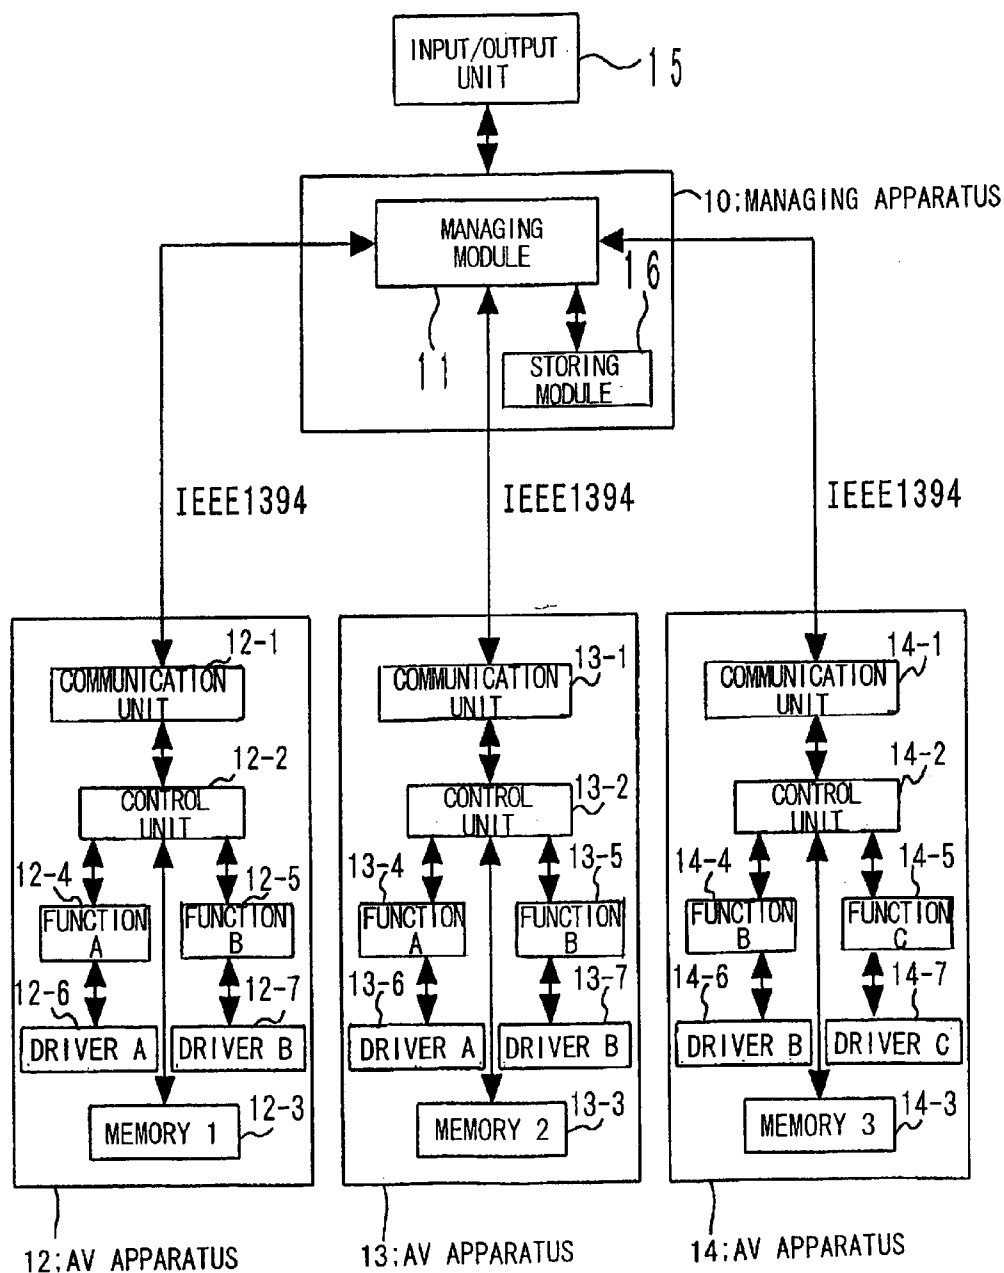 INPUT/OUTPUT
UNIT
15
10;MANAGING APPARATUS
MANAGING
MODULE
16
11
STORING
MODULE
IEEE1394
IEEE1394
IEEE1394
12-1
COMMUNICATION
UNIT
12-2
CONTROL
UNIT
12-4
12-5
FUNCTION
A
FUNCTION
B
12-6
12-7
DRIVER A
DRIVER B
12-3
MEMORY 1
12;AV APPARATUS
13-1
COMMUNICATION
UNIT
13-2
CONTROL
UNIT
13-4
13-5
FUNCTION
A
FUNCTION
B
13-6
13-7
DRIVER A
DRIVER B
13-3
MEMORY 2
13;AV APPARATUS
14-1
COMMUNICATION
UNIT
14-2
CONTROL
UNIT
14-4
14-5
FUNCTION
B
FUNCTION
C
14-6
14-7
DRIVER B
DRIVER C
14-3
MEMORY 3
14;AV APPARATUS